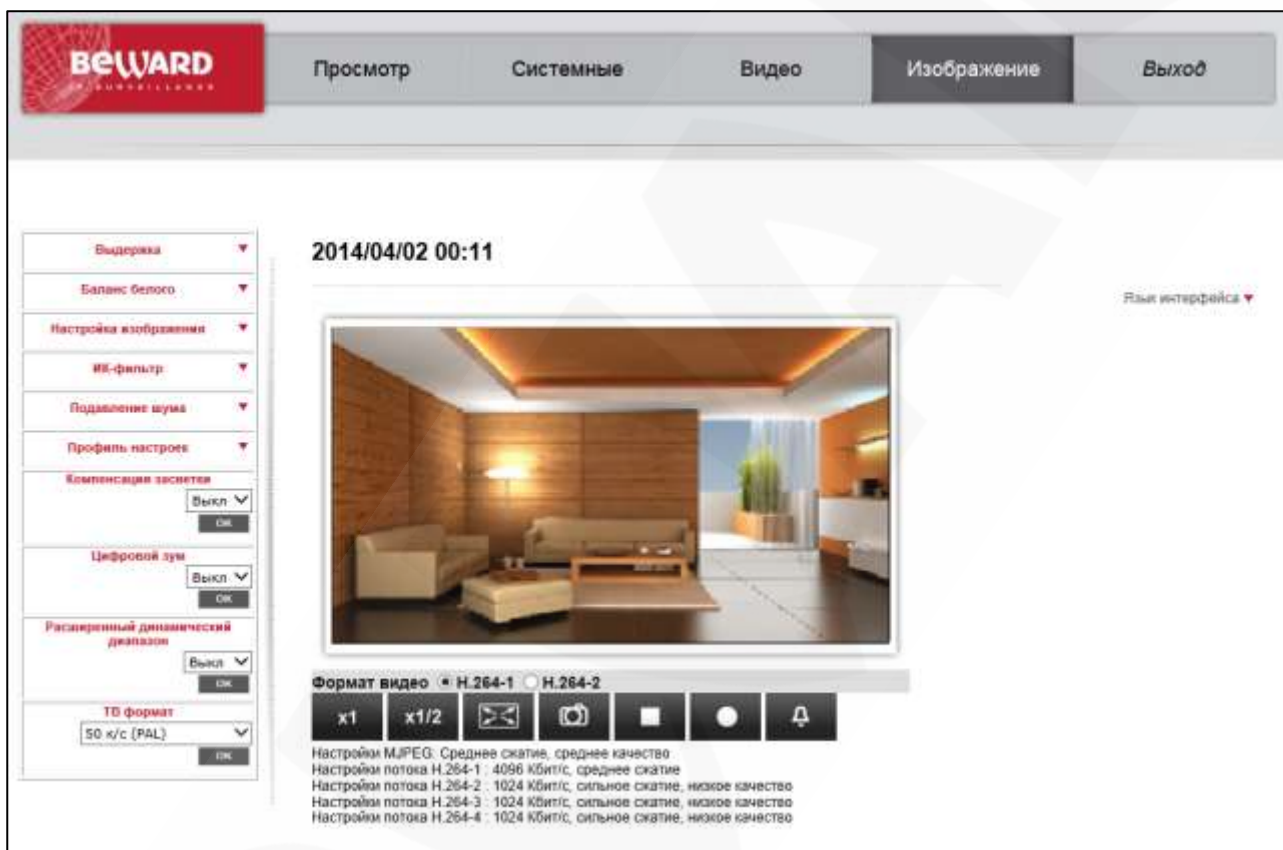 BEWARD
IP SURVEILLANCE
Просмотр
Системные
Видео
Изображение
Выход
Выдержка
Баланс белого
Настройка изображения
ИК-фильтр
Подавление шума
Профиль настроек
Компенсация засветки
Выкл
OK
Цифровой зум
Выкл
OK
Расширенный динамический
диапазон
Выкл
OK
ТВ формат
50 к/с (PAL)
OK
2014/04/02 00:11
Язык интерфейса
Формат видео H.264-1 H.264-2
x1 x1/2
Настройки MJPEG: Среднее сжатие, среднее качество
Настройки потока H.264-1 : 4096 Кбит/с, среднее сжатие
Настройки потока H.264-2 : 1024 Кбит/с, сильное сжатие, низкое качество
Настройки потока H.264-3 : 1024 Кбит/с, сильное сжатие, низкое качество
Настройки потока H.264-4 : 1024 Кбит/с, сильное сжатие, низкое качество